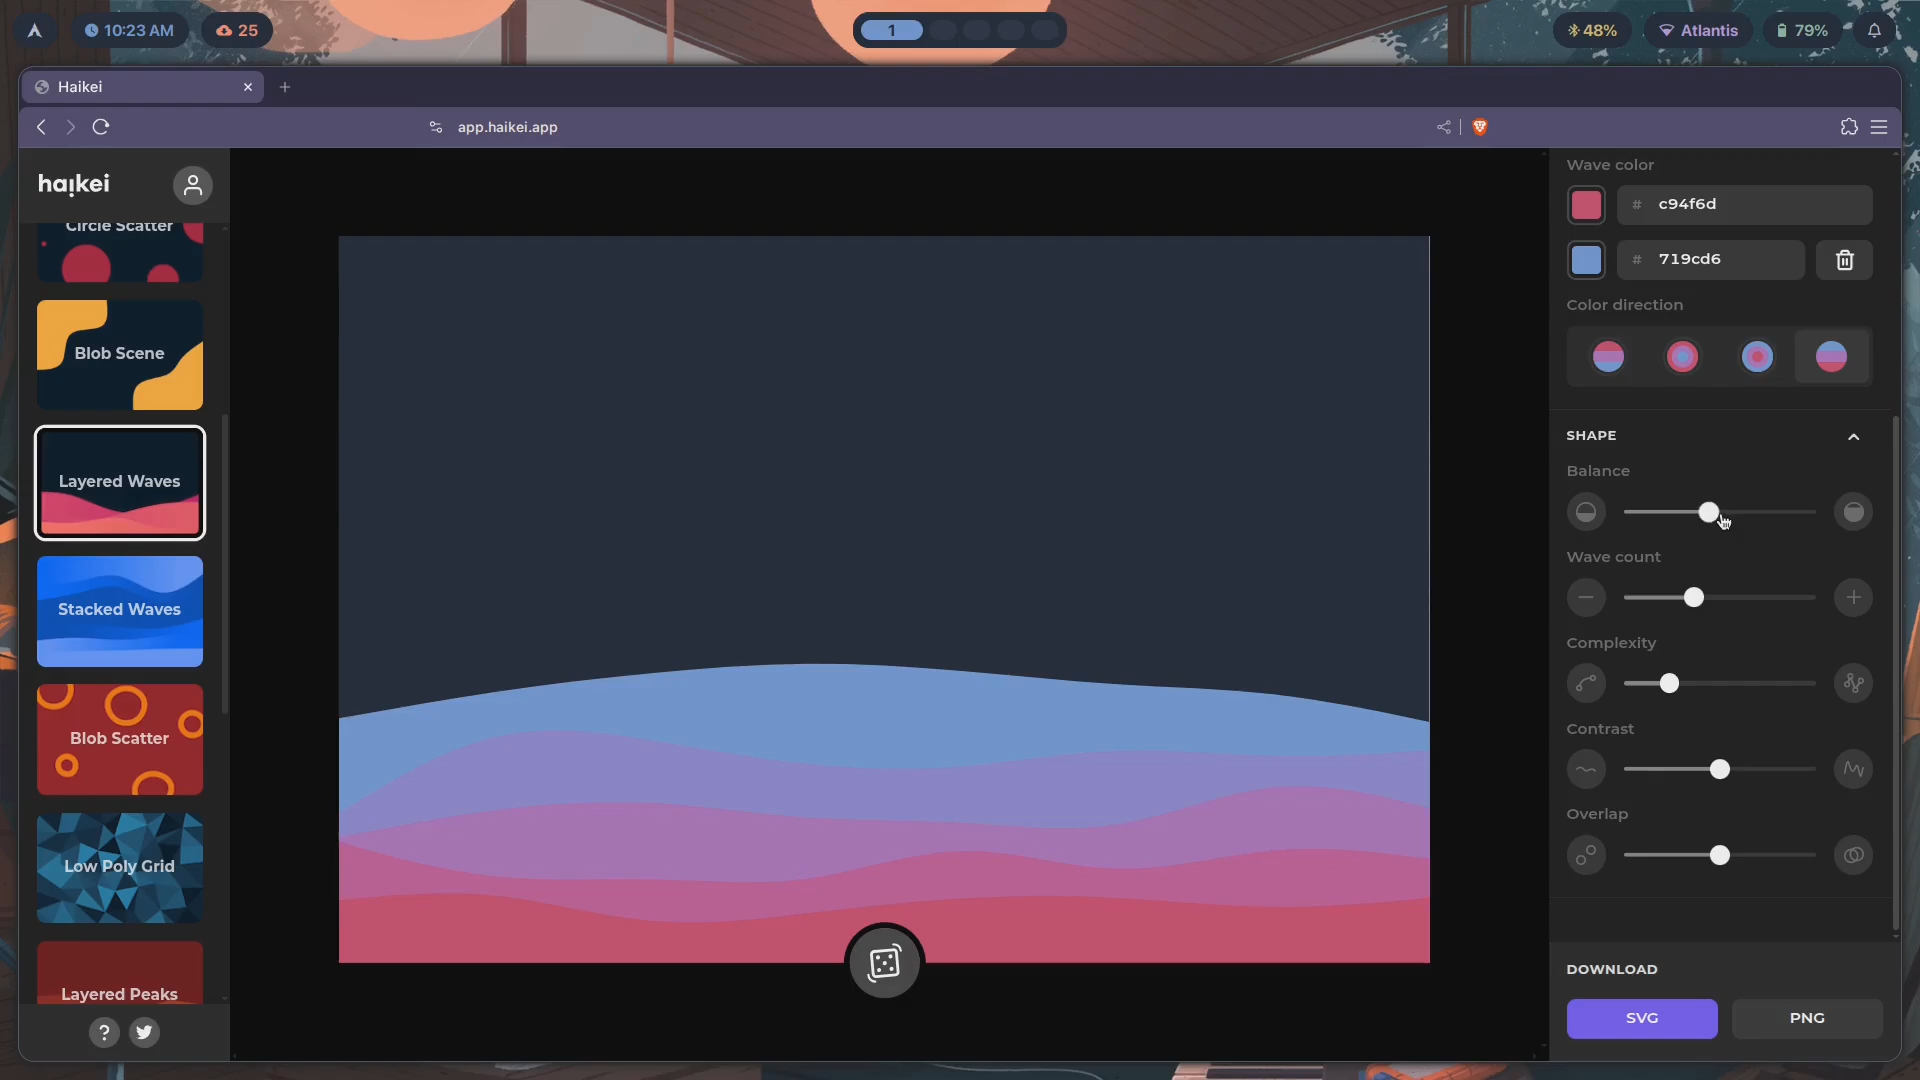 10:23 AM
25
1
48%
Atlantis
79%
Haikei
app.haikei.app
haikei
Circle Scatter
Blob Scene
Layered Waves
Stacked Waves
Blob Scatter
Low Poly Grid
Layered Peaks
?
Wave color
# c94f6d
# 719cd6
Color direction
SHAPE
Balance
Wave count
Complexity
Contrast
Overlap
DOWNLOAD
SVG
PNG